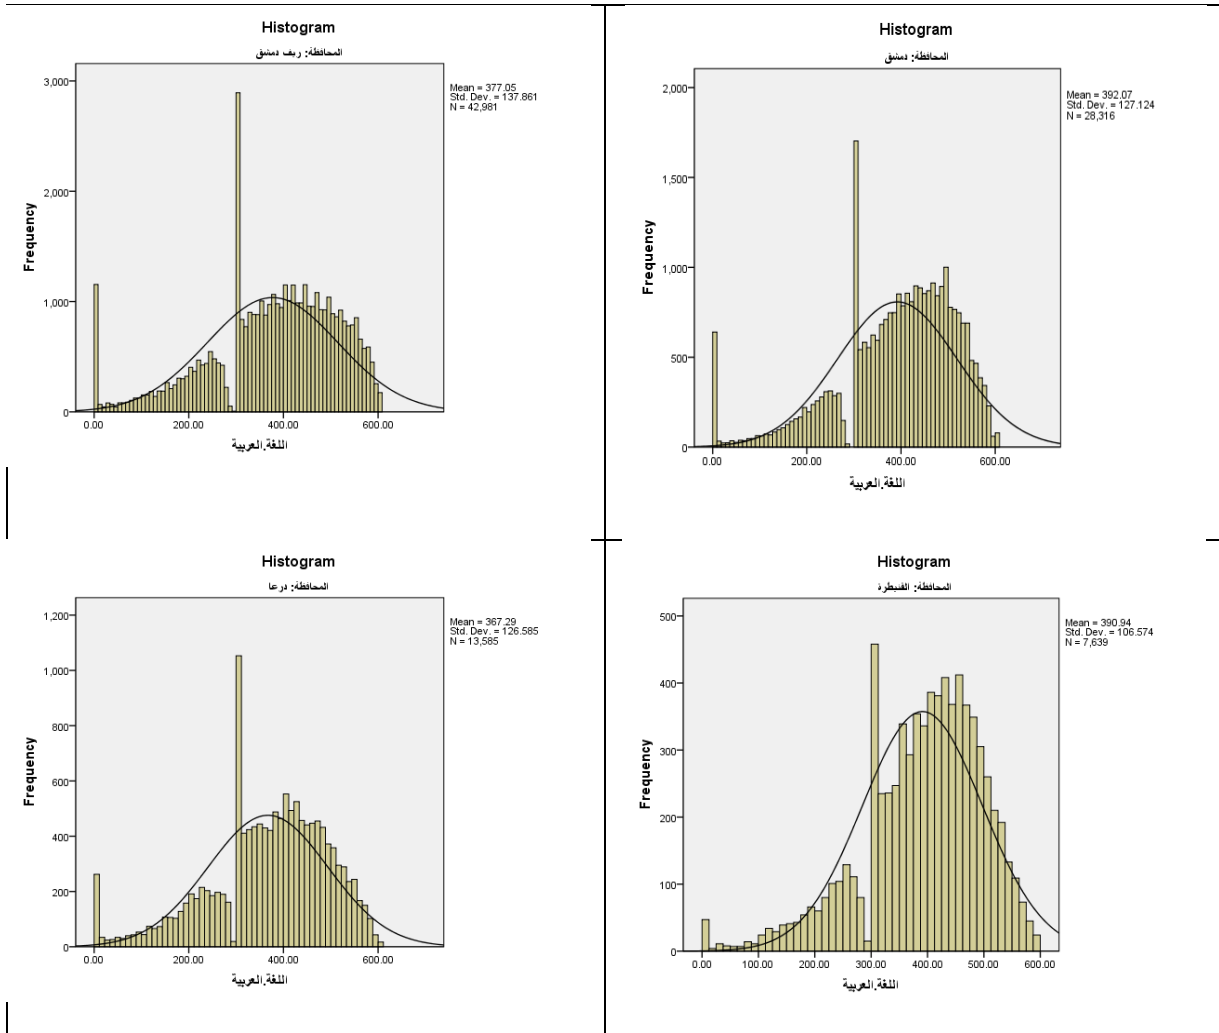 Histogram
المحافظة: ريف دمشق
Mean = 377.05
Std. Dev. = 137.861
N = 42,981
3,000
2,000
1,000
0
Frequency
0.00 200.00 400.00 600.00
اللغة.العربية
Histogram
المحافظة: دمشق
Mean = 392.07
Std. Dev. = 127.124
N = 28,316
2,000
1,500
1,000
500
0
Frequency
0.00 200.00 400.00 600.00
اللغة.العربية
Histogram
المحافظة: درعا
Mean = 367.29
Std. Dev. = 126.585
N = 13,585
1,200
1,000
800
600
400
200
0
Frequency
0.00 200.00 400.00 600.00
اللغة.العربية
Histogram
المحافظة: القنيطرة
Mean = 390.94
Std. Dev. = 106.574
N = 7,639
500
400
300
200
100
0
Frequency
0.00 100.00 200.00 300.00 400.00 500.00 600.00
اللغة.العربية